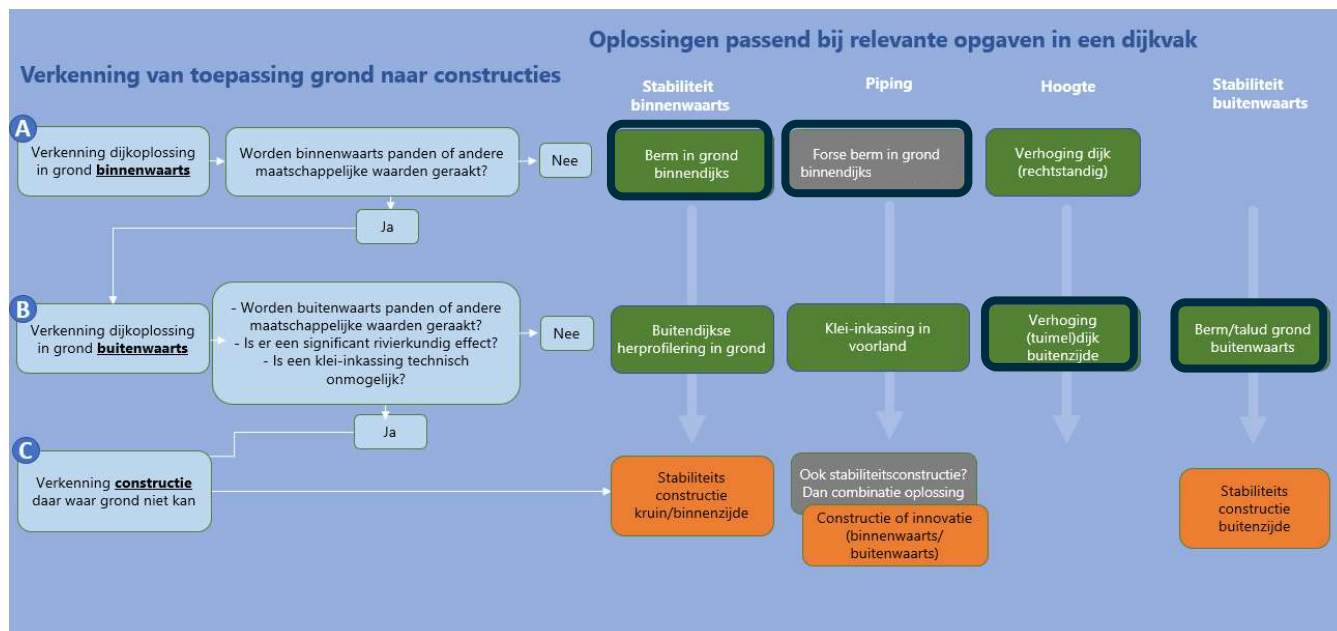 Oplossingen passend bij relevante opgaven in een dijkvak
Verkenning van toepassing grond naar constructies
Stabiliteit
binnenwaarts
Piping
Hoogte
Stabiliteit
buitenwaarts
A
Verkenning dijkoplossing
in grond binnenwaarts
Worden binnenwaarts panden of andere
maatschappelijke waarden geraakt?
Nee
Berm in grond
binnendijks
Forse berm in grond
binnendijks
Verhoging dijk
(rechtstandig)
Ja
B
Verkenning dijkoplossing
in grond buitenwaarts
- Worden buitenwaarts panden of andere
maatschappelijke waarden geraakt?
- Is er een significant rivierkundig effect?
- Is een klei-inkassing technisch
onmogelijk?
Nee
Buitendijkse
herprofilering in grond
Klei-inkassing in
voorland
Verhoging
(tuimel)dijk
buitenzijde
Berm/talud grond
buitenwaarts
Ja
C
Verkenning constructie
daar waar grond niet kan
Stabiliteits
constructie
kruin/binnenzijde
Ook stabiliteitsconstructie?
Dan combinatie oplossing
Constructie of innovatie
(binnenwaarts/
buitenwaarts)
Stabiliteits
constructie
buitenzijde